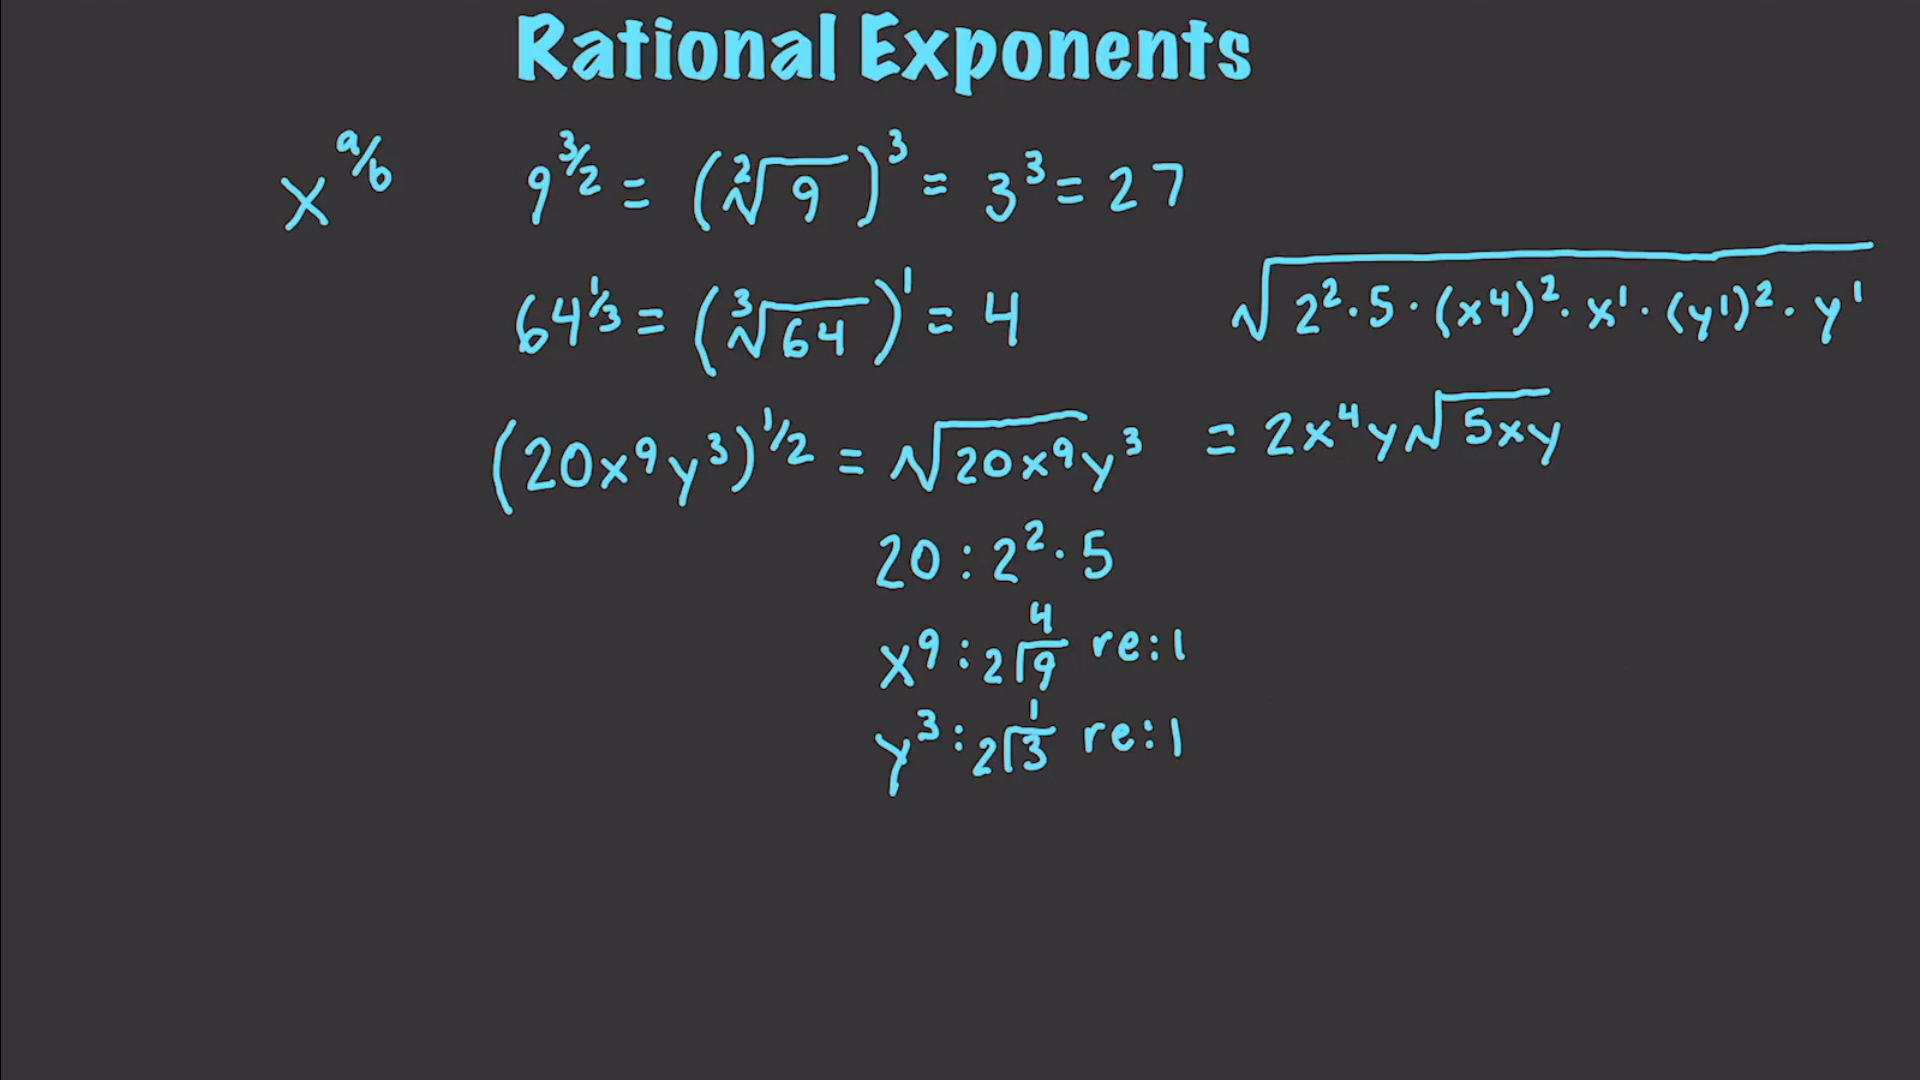 Rational Exponents
x^(a/b)  9^(3/2) = (²√9)³ = 3³ = 27
64^(1/3) = (³√64)¹ = 4
√(2²·5·(x⁴)²·x¹·(y¹)²·y¹)
(20x⁹y³)^(1/2) = √(20x⁹y³) = 2x⁴y√(5xy)
20 : 2²·5
x⁹ : 2√9 4 re:1
y³ : 2√3 1 re:1